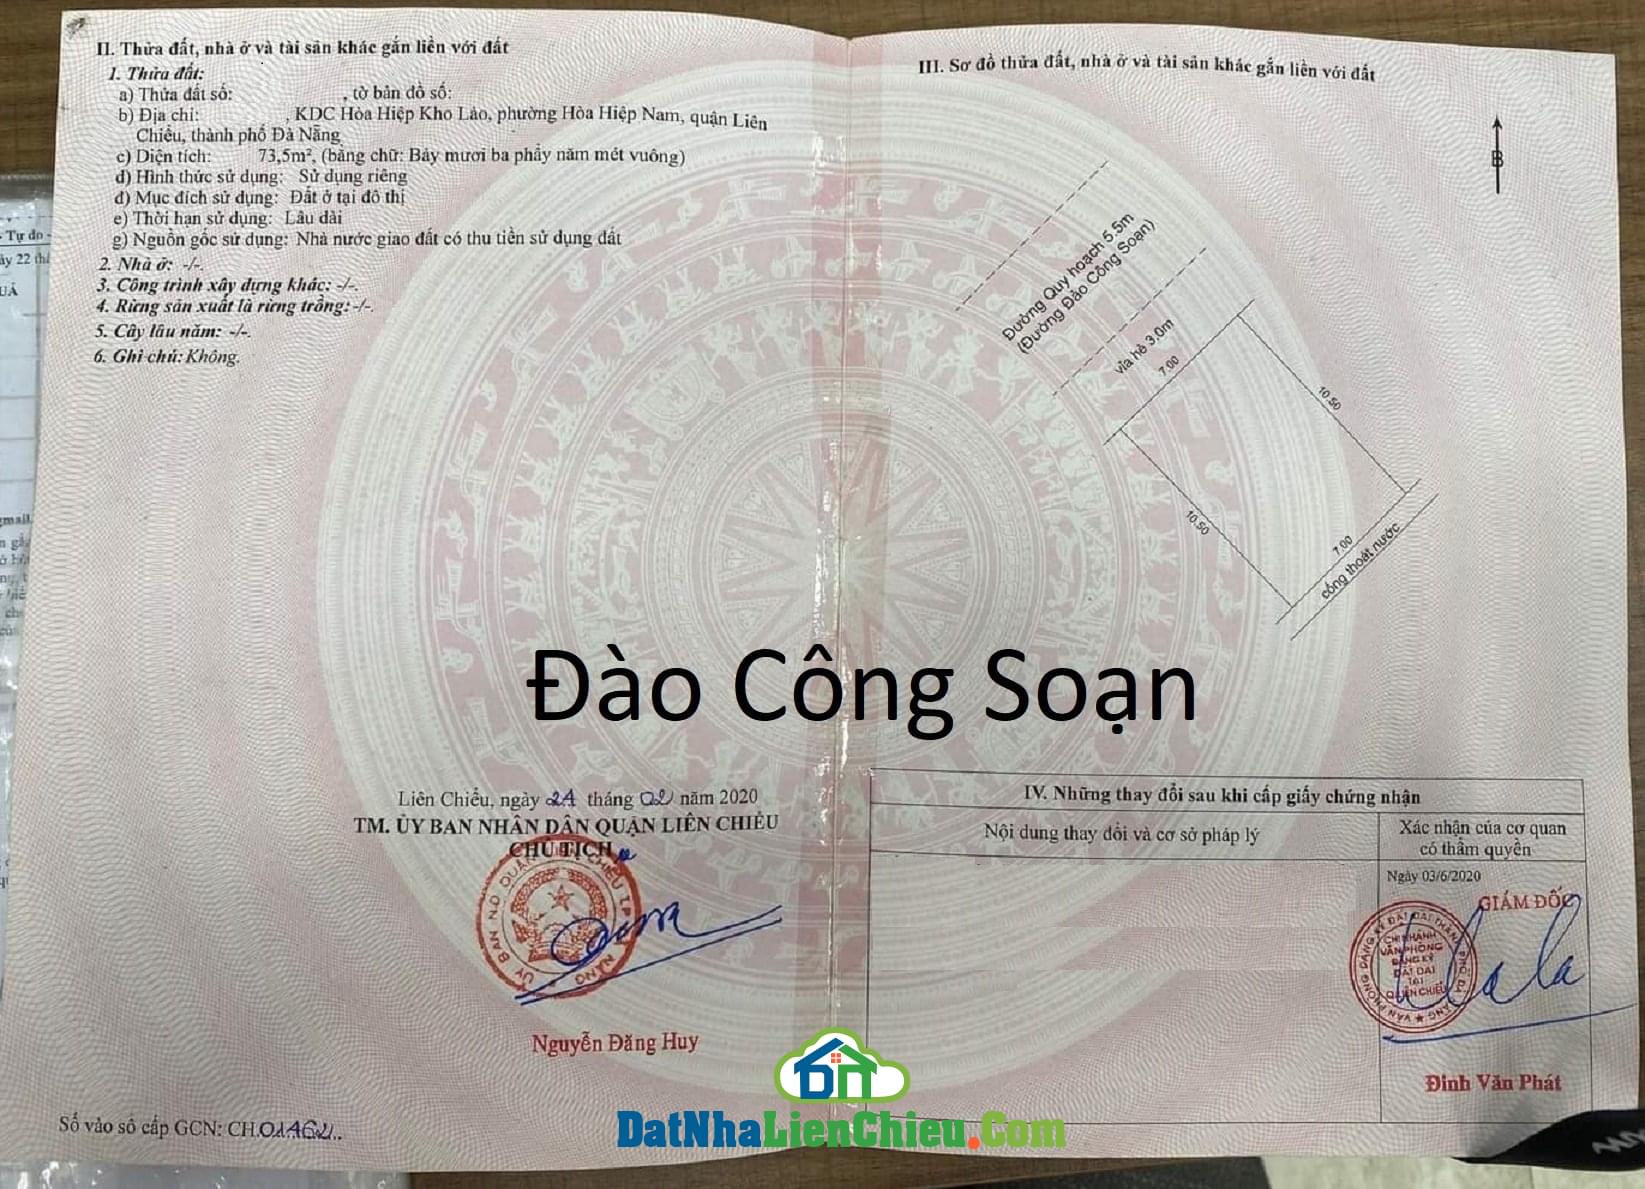 II. Thửa đất, nhà ở và tài sản khác gắn liền với đất
1. Thửa đất:
a) Thửa đất số: , tờ bản đồ số:
b) Địa chỉ: , KDC Hòa Hiệp Kho Lào, phường Hòa Hiệp Nam, quận Liên
Chiểu, thành phố Đà Nẵng
c) Diện tích: 73,5m², (bằng chữ: Bảy mươi ba phẩy năm mét vuông)
d) Hình thức sử dụng: Sử dụng riêng
đ) Mục đích sử dụng: Đất ở tại đô thị
e) Thời hạn sử dụng: Lâu dài
g) Nguồn gốc sử dụng: Nhà nước giao đất có thu tiền sử dụng đất
2. Nhà ở: -/-.
3. Công trình xây dựng khác: -/-.
4. Rừng sản xuất là rừng trồng: -/-.
5. Cây lâu năm: -/-.
6. Ghi chú: Không.
III. Sơ đồ thửa đất, nhà ở và tài sản khác gắn liền với đất
B
Đường Quy hoạch 5.5m
(Đường Đào Công Soạn)
vỉa hè 3.0m
7.00
10.50
10.50
7.00
cống thoát nước
Đào Công Soạn
Liên Chiểu, ngày 24 tháng 02 năm 2020
TM. ỦY BAN NHÂN DÂN QUẬN LIÊN CHIỂU
CHỦ TỊCH
Nguyễn Đăng Huy
Số vào sổ cấp GCN: CH
IV. Những thay đổi sau khi cấp giấy chứng nhận
Nội dung thay đổi và cơ sở pháp lý
Xác nhận của cơ quan
có thẩm quyền
Ngày 03/6/2020
GIÁM ĐỐC
CHI NHÁNH
VĂN PHÒNG
ĐĂNG KÝ
ĐẤT ĐAI
TẠI
Q.LIÊN CHIỂU
Đinh Văn Phát
DatNhaLienChieu.Com